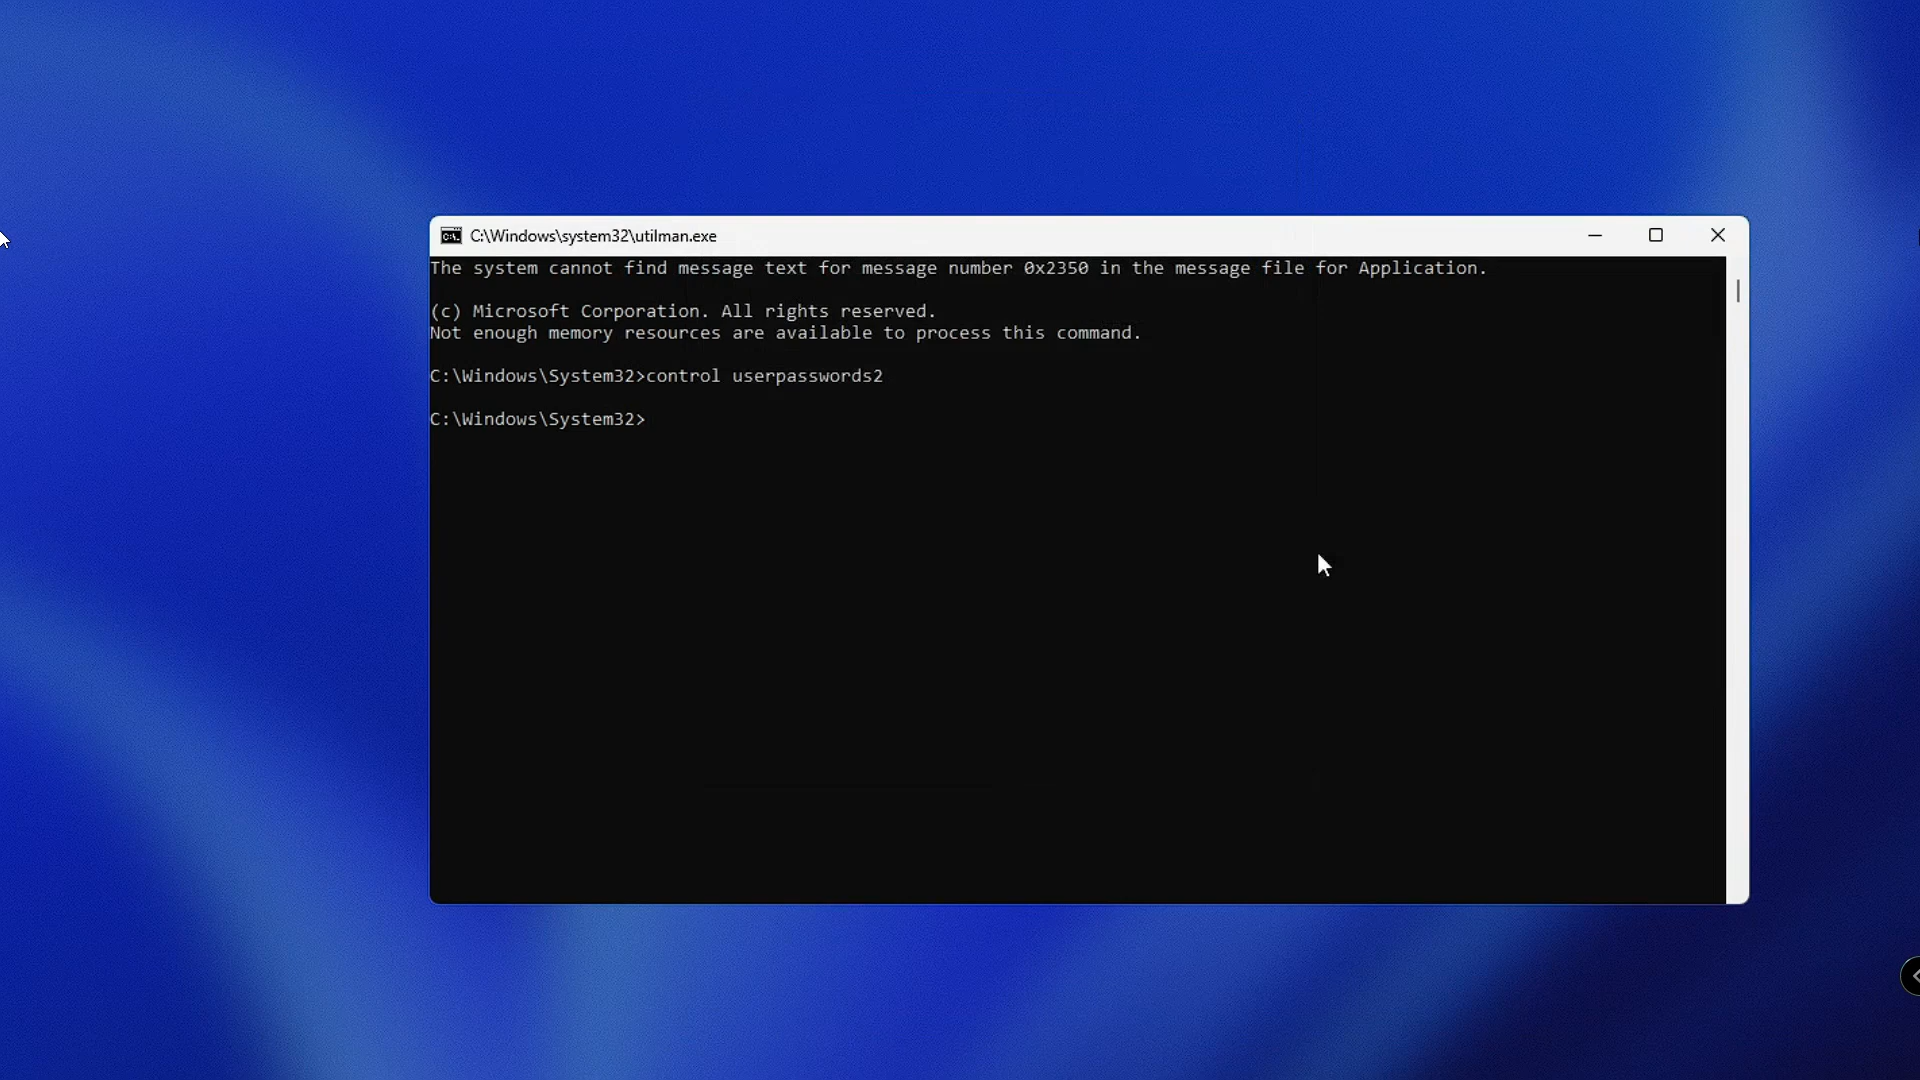 C:\Windows\system32\utilman.exe
The system cannot find message text for message number 0x2350 in the message file for Application.
(c) Microsoft Corporation. All rights reserved.
Not enough memory resources are available to process this command.
C:\Windows\System32>control userpasswords2
C:\Windows\System32>